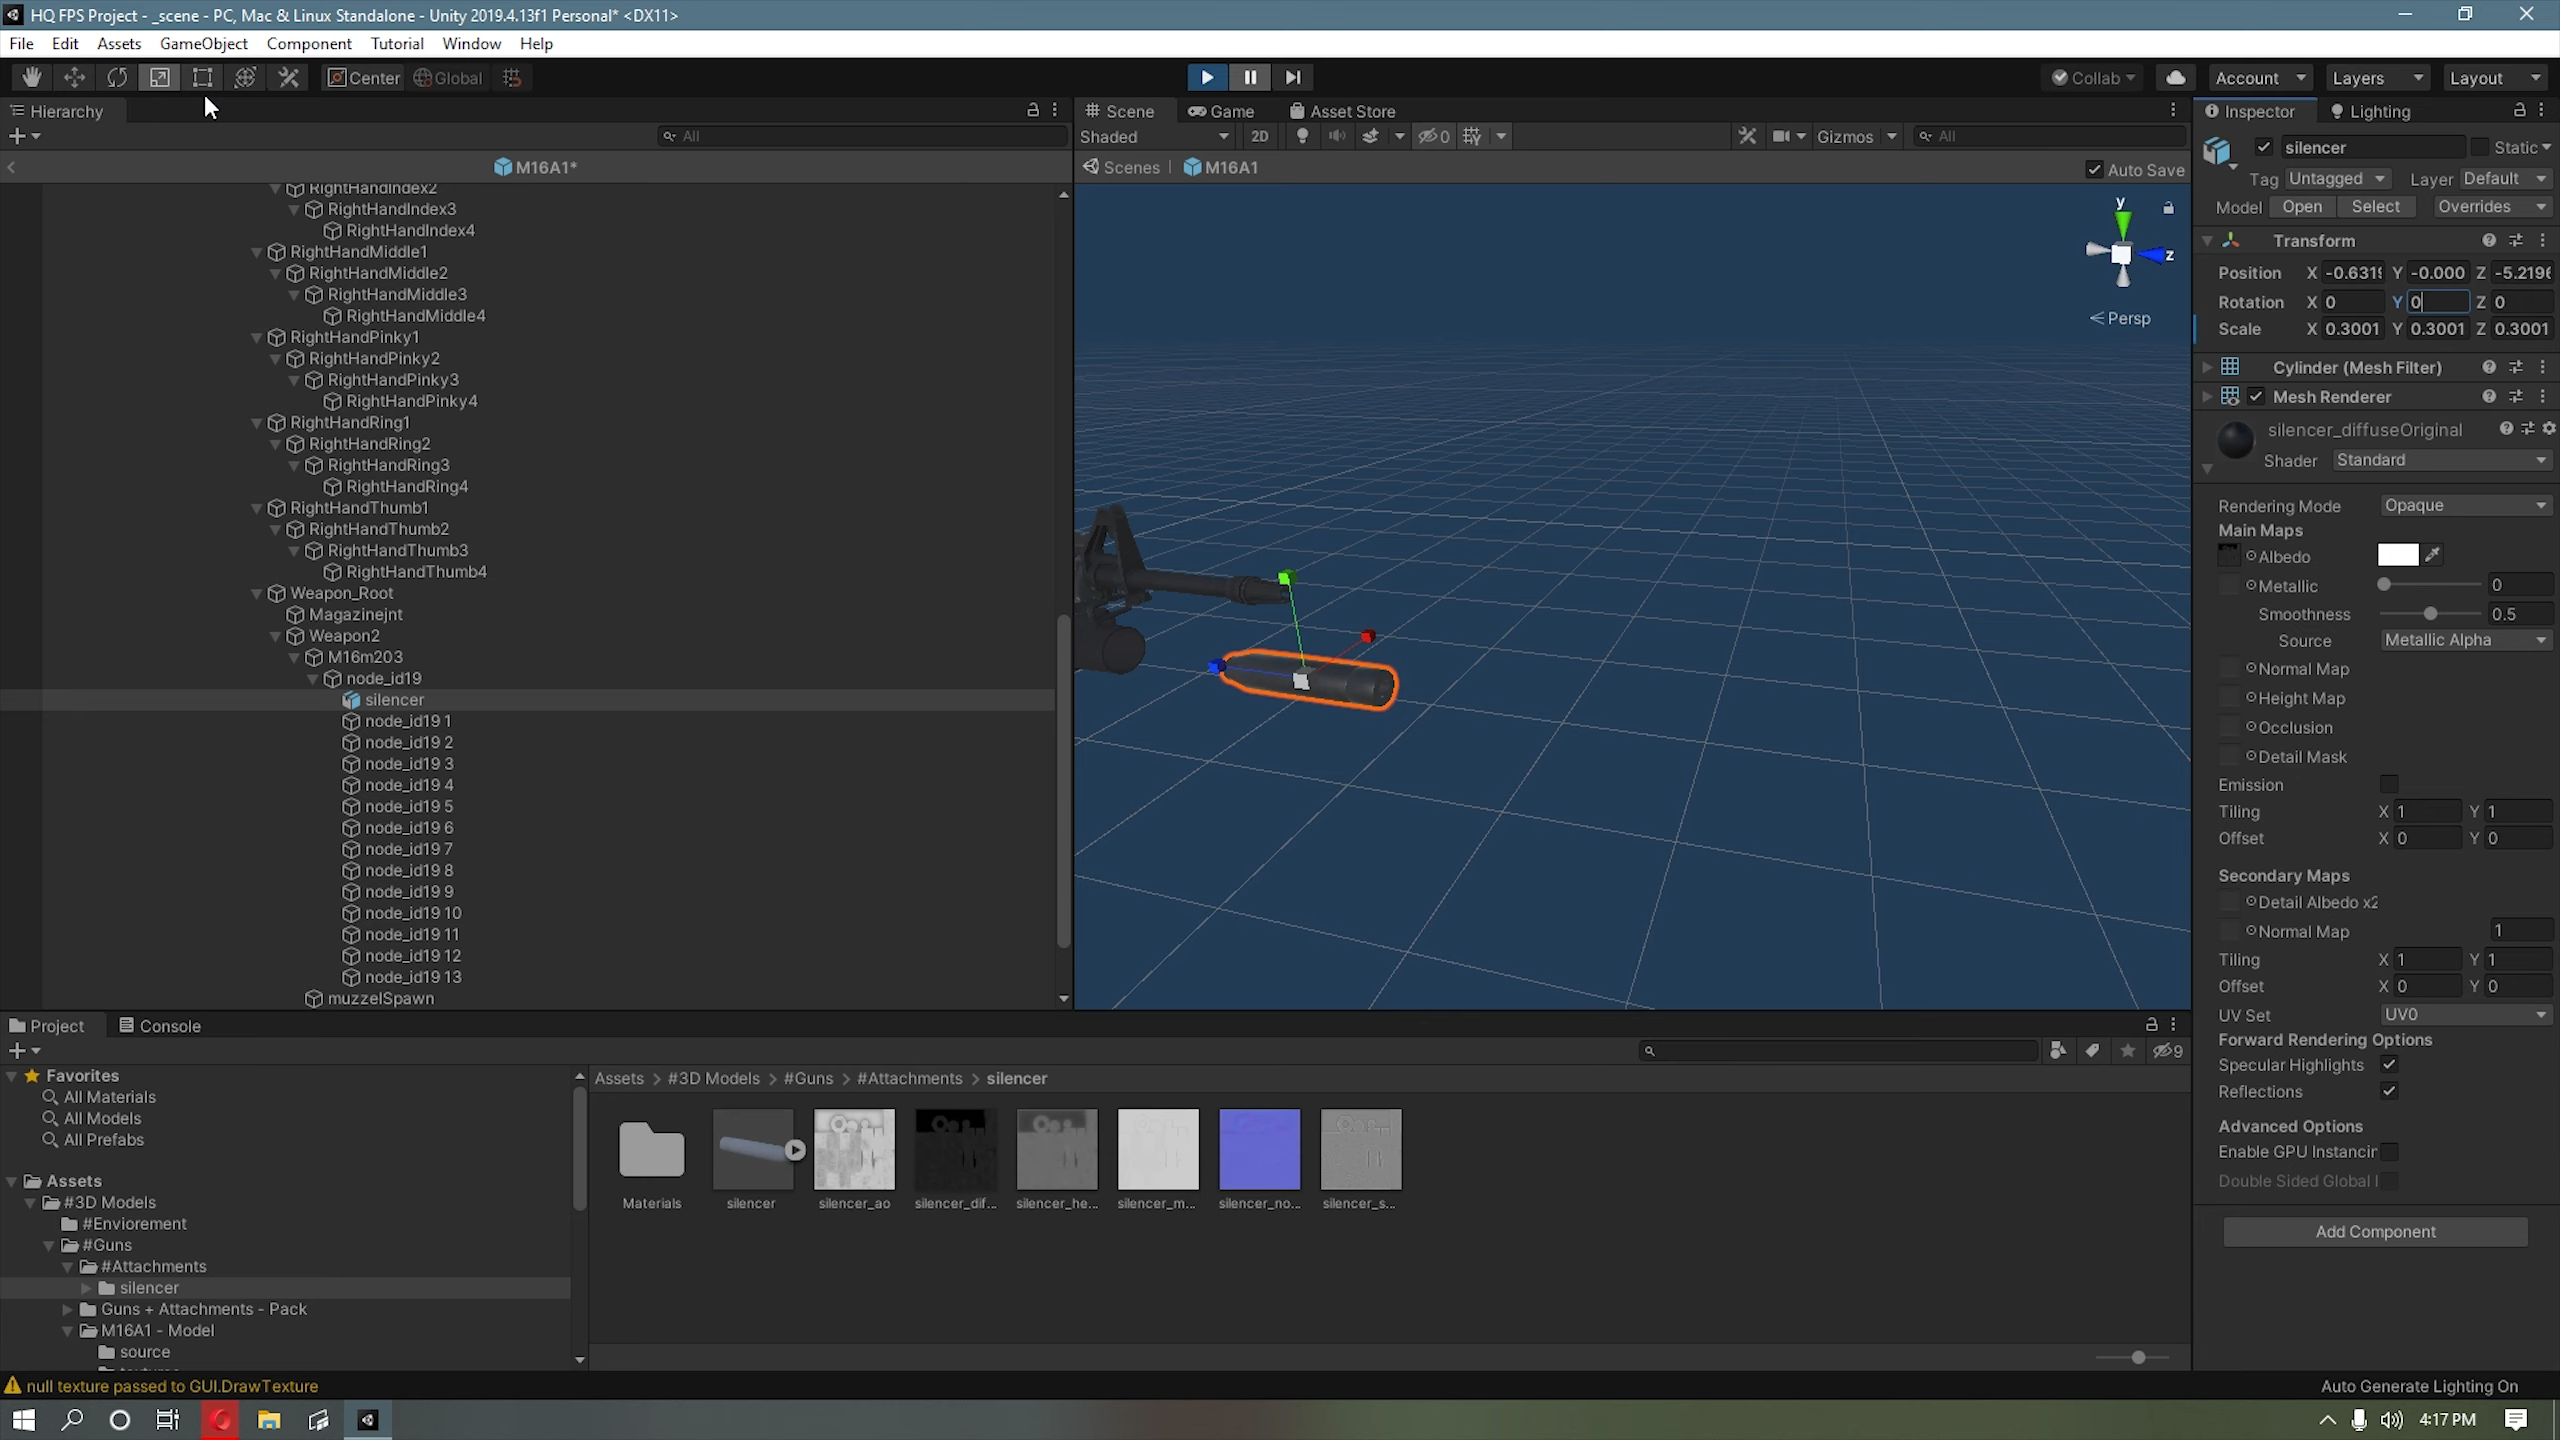 HQ FPS Project - _scene - PC, Mac & Linux Standalone - Unity 2019.4.13f1 Personal* <DX11>
File Edit Assets GameObject Component Tutorial Window Help
Center Global Collab Account Layers Layout
Hierarchy
All
M16A1*
RightHandIndex2
RightHandIndex3
RightHandIndex4
RightHandMiddle1
RightHandMiddle2
RightHandMiddle3
RightHandMiddle4
RightHandPinky1
RightHandPinky2
RightHandPinky3
RightHandPinky4
RightHandRing1
RightHandRing2
RightHandRing3
RightHandRing4
RightHandThumb1
RightHandThumb2
RightHandThumb3
RightHandThumb4
Weapon_Root
Magazinejnt
Weapon2
M16m203
node_id19
silencer
node_id19 1
node_id19 2
node_id19 3
node_id19 4
node_id19 5
node_id19 6
node_id19 7
node_id19 8
node_id19 9
node_id19 10
node_id19 11
node_id19 12
node_id19 13
muzzelSpawn
Scene Game Asset Store
Shaded 2D 0 Gizmos All
Scenes M16A1 Auto Save
y
z
Persp
Inspector Lighting
silencer Static
Tag Untagged Layer Default
Model Open Select Overrides
Transform
Position X -0.6319 Y -0.000 Z -5.2196
Rotation X 0 Y 0 Z 0
Scale X 0.3001 Y 0.3001 Z 0.3001
Cylinder (Mesh Filter)
Mesh Renderer
silencer_diffuseOriginal
Shader Standard
Rendering Mode Opaque
Main Maps
Albedo
Metallic 0
Smoothness 0.5
Source Metallic Alpha
Normal Map
Height Map
Occlusion
Detail Mask
Emission
Tiling X 1 Y 1
Offset X 0 Y 0
Secondary Maps
Detail Albedo x2
Normal Map 1
Tiling X 1 Y 1
Offset X 0 Y 0
UV Set UV0
Forward Rendering Options
Specular Highlights
Reflections
Advanced Options
Enable GPU Instancin
Double Sided Global I
Add Component
Project Console
9
Favorites
All Materials
All Models
All Prefabs
Assets
#3D Models
#Enviorement
#Guns
#Attachments
silencer
Guns + Attachments - Pack
M16A1 - Model
source
Assets > #3D Models > #Guns > #Attachments > silencer
Materials silencer silencer_ao silencer_dif... silencer_he... silencer_m... silencer_no... silencer_s...
null texture passed to GUI.DrawTexture
Auto Generate Lighting On
4:17 PM